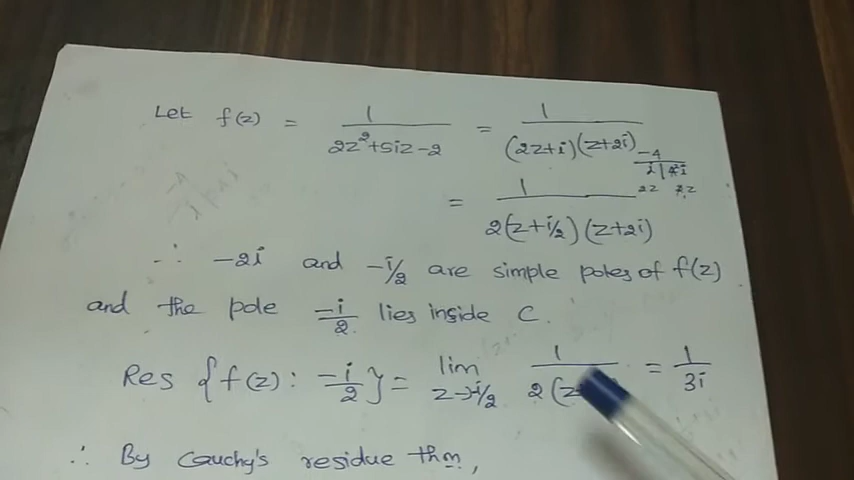 Let f(z) = 1/(2z²+5iz-2) = 1/((2z+i)(z+2i))
= 1/(2(z+i/2)(z+2i))
∴ -2i and -i/2 are simple poles of f(z)
and the pole -i/2 lies inside C.
Res {f(z) : -i/2} = lim z→-i/2 1/(2(z = 1/3i
∴ By Cauchy's residue thm,